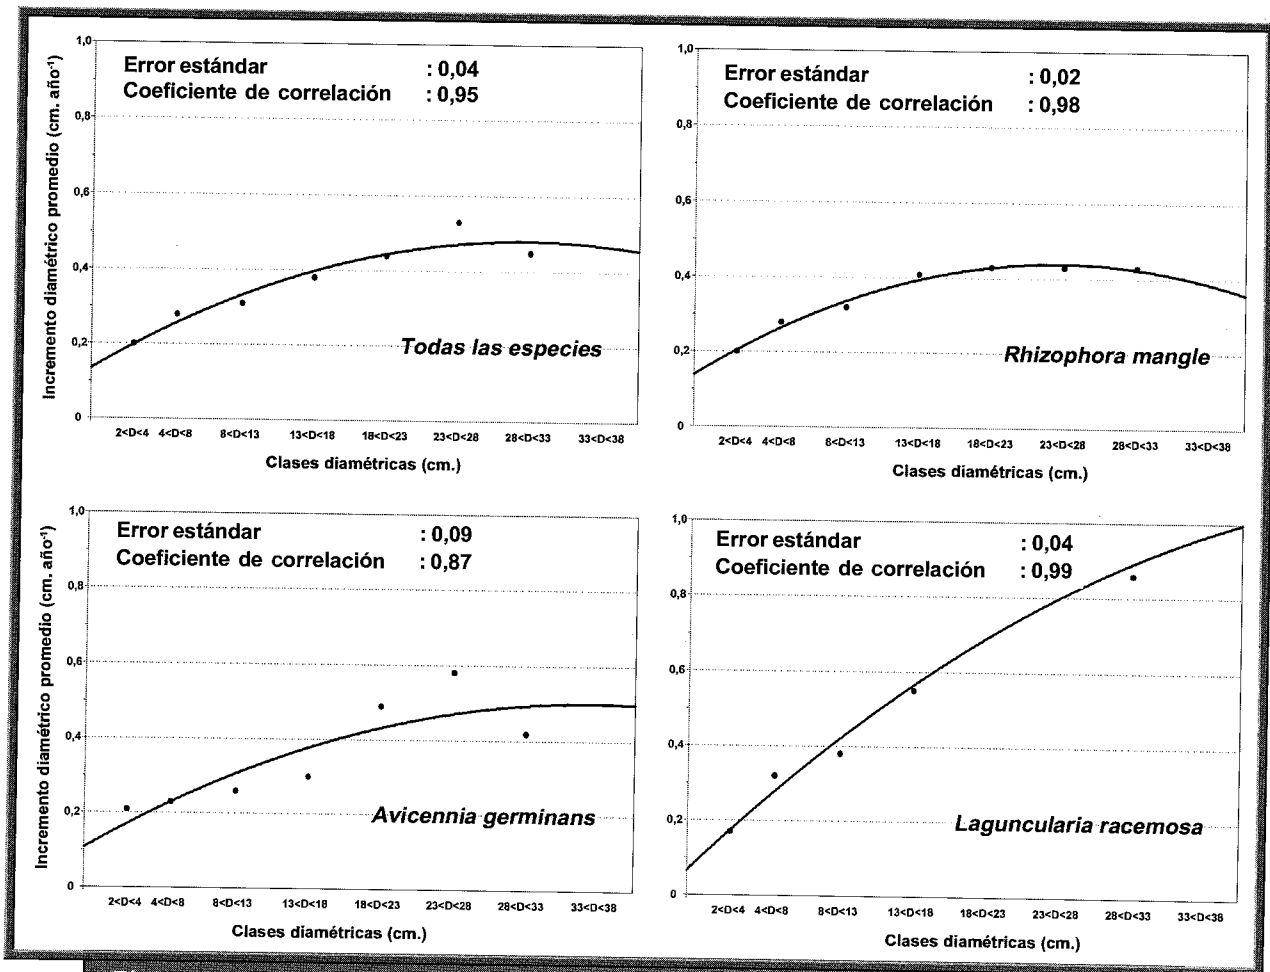 1,0
Error estándar : 0,04
Coeficiente de correlación : 0,95
0,8
0,6
0,4
0,2
0
Incremento diamétrico promedio (cm. año⁻¹)
Todas las especies
2<D<4 4<D<8 8<D<13 13<D<18 18<D<23 23<D<28 28<D<33 33<D<38
Clases diamétricas (cm.)
1,0
Error estándar : 0,02
Coeficiente de correlación : 0,98
0,8
0,6
0,4
0,2
0
Rhizophora mangle
2<D<4 4<D<8 8<D<13 13<D<18 18<D<23 23<D<28 28<D<33 33<D<38
Clases diamétricas (cm.)
1,0
Error estándar : 0,09
Coeficiente de correlación : 0,87
0,8
0,6
0,4
0,2
0
Incremento diamétrico promedio (cm. año⁻¹)
Avicennia germinans
2<D<4 4<D<8 8<D<13 13<D<18 18<D<23 23<D<28 28<D<33 33<D<38
Clases diamétricas (cm.)
1,0
Error estándar : 0,04
Coeficiente de correlación : 0,99
0,8
0,6
0,4
0,2
0
Laguncularia racemosa
2<D<4 4<D<8 8<D<13 13<D<18 18<D<23 23<D<28 28<D<33 33<D<38
Clases diamétricas (cm.)